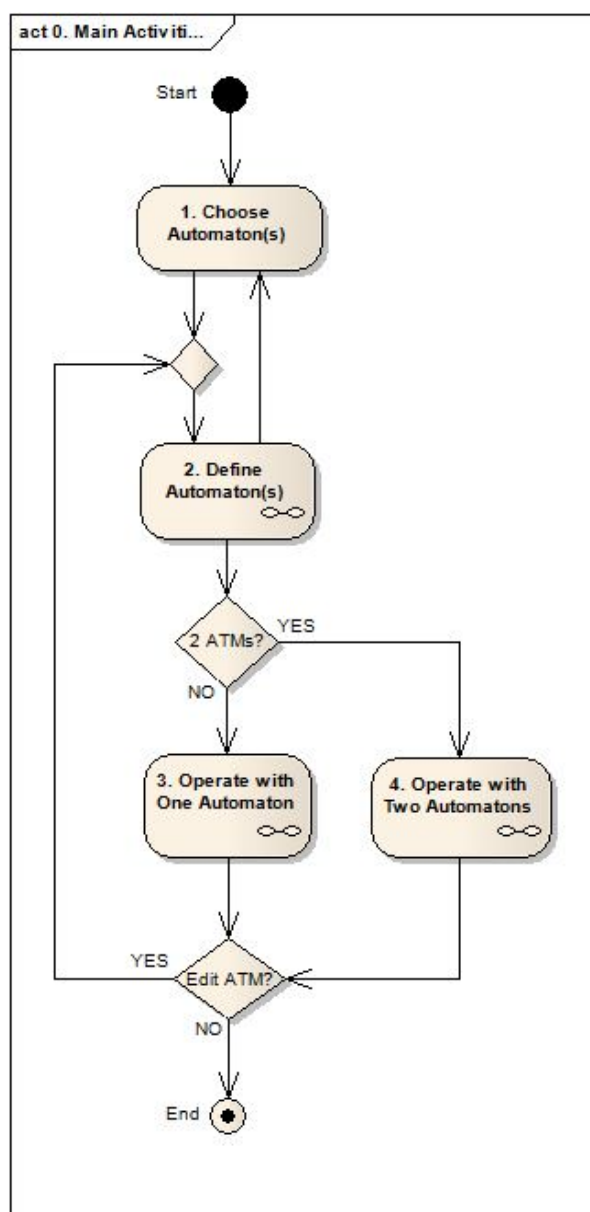 act 0. Main Activiti...
Start
1. Choose
Automaton(s)
2. Define
Automaton(s)
2 ATMs?
YES
NO
3. Operate with
One Automaton
4. Operate with
Two Automatons
YES
Edit ATM?
NO
End